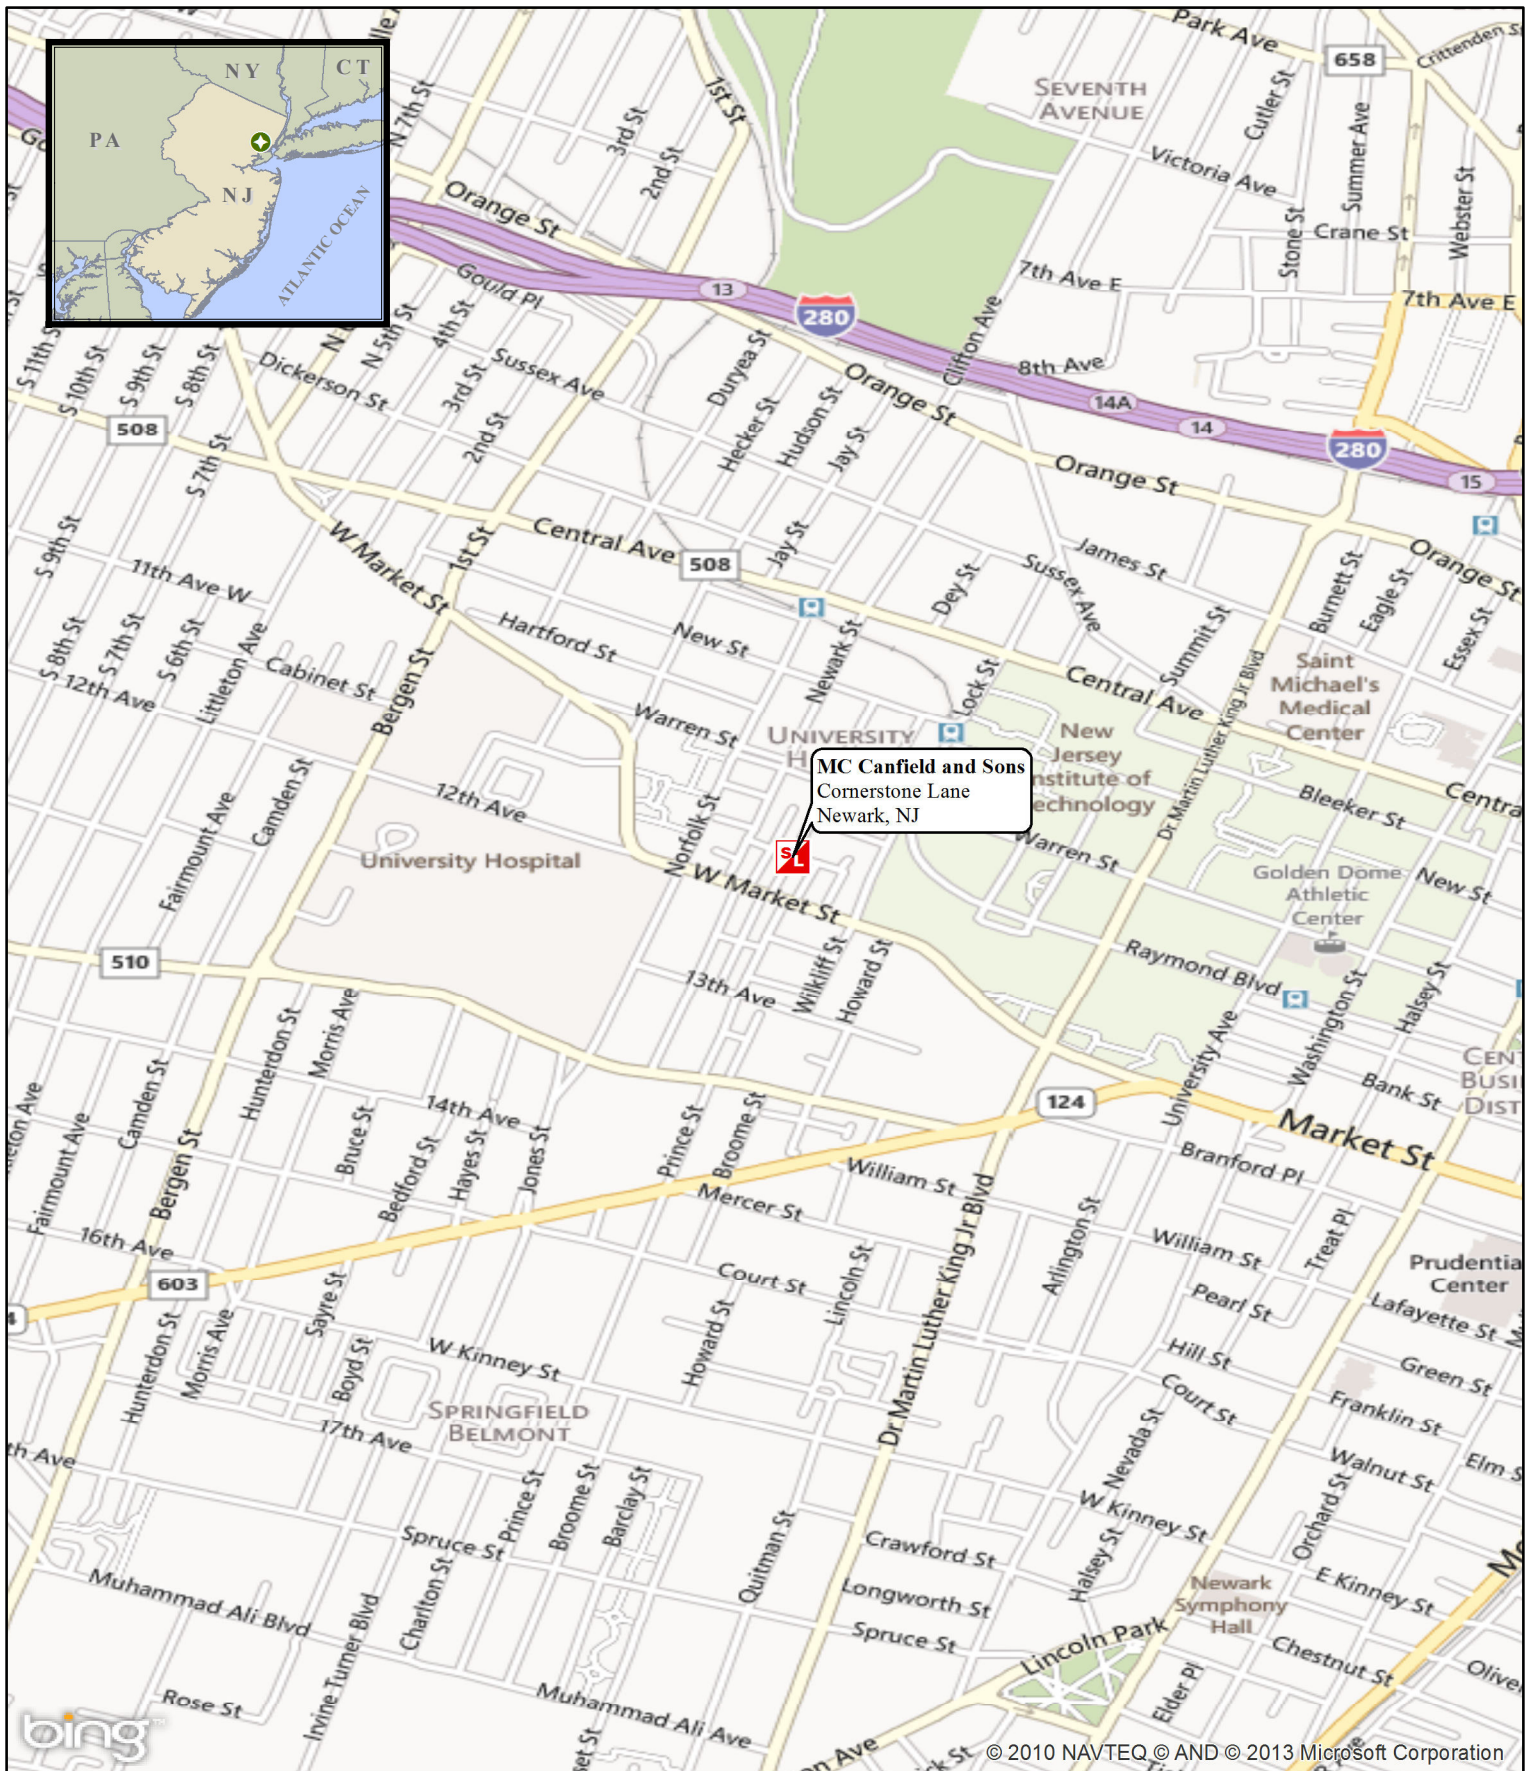 Park Ave
658
Crittenden St
SEVENTH
AVENUE
NY
CT
PA
NJ
ATLANTIC OCEAN
N 7th St
3rd St
2nd St
1st St
Cutler St
Summer Ave
Webster St
Victoria Ave
Stone St
Crane St
Orange St
7th Ave E
7th Ave E
13
280
Gould Pl
N 5th St
4th St
Clifton Ave
8th Ave
S 11th St
S 10th St
S 9th St
S 8th St
Dickerson St
3rd St
Sussex Ave
Duryea St
Orange St
14A
14
280
508
S 7th St
2nd St
Hecker St
Hudson St
Jay St
Orange St
15
S 9th St
W Market St
1st St
Central Ave
508
Jay St
Dey St
Sussex Ave
James St
Burnett St
Eagle St
Orange St
11th Ave W
Hartford St
New St
Newark St
Lock St
Summit St
Essex St
S 8th St
S 7th St
S 6th St
Littleton Ave
Cabinet St
12th Ave
Bergen St
Warren St
Central Ave
Saint
Michael's
Medical
Center
UNIVERSITY
H
New
Jersey
nstitute of
echnology
Dr Martin Luther King Jr Blvd
MC Canfield and Sons
Cornerstone Lane
Newark, NJ
SL
Bleeker St
Centra
Fairmount Ave
Camden St
12th Ave
Norfolk St
University Hospital
W Market St
Warren St
Golden Dome
Athletic
Center
New St
510
13th Ave
Wilkliff St
Howard St
Raymond Blvd
Washington St
Halsey St
Hunterdon St
Morris Ave
University Ave
CEN
BUSI
DIST
Camden St
Fairmount Ave
14th Ave
Bruce St
Bedford St
Hayes St
Jones St
Prince St
Broome St
124
Bank St
Market St
Bergen St
Mercer St
William St
Branford Pl
16th Ave
603
Court St
Lincoln St
Dr Martin Luther King Jr Blvd
Arlington St
William St
Treat Pl
Prudentia
Center
4
Sayre St
Hunterdon St
Morris Ave
Boyd St
W Kinney St
Howard St
Pearl St
Lafayette St
Hill St
Green St
Court St
Franklin St
SPRINGFIELD
BELMONT
17th Ave
th Ave
Nevada St
Walnut St
Elm S
Prince St
Broome St
Barclay St
Quitman St
W Kinney St
Orchard St
Spruce St
Crawford St
Halsey St
Muhammad Ali Blvd
Charlton St
Irvine Turner Blvd
Longworth St
Newark
Symphony
Hall
E Kinney St
Spruce St
Lincoln Park
Chestnut St
Olive
Rose St
Muhammad Ali Ave
Elder Pl
bing
on Ave
© 2010 NAVTEQ © AND © 2013 Microsoft Corporation